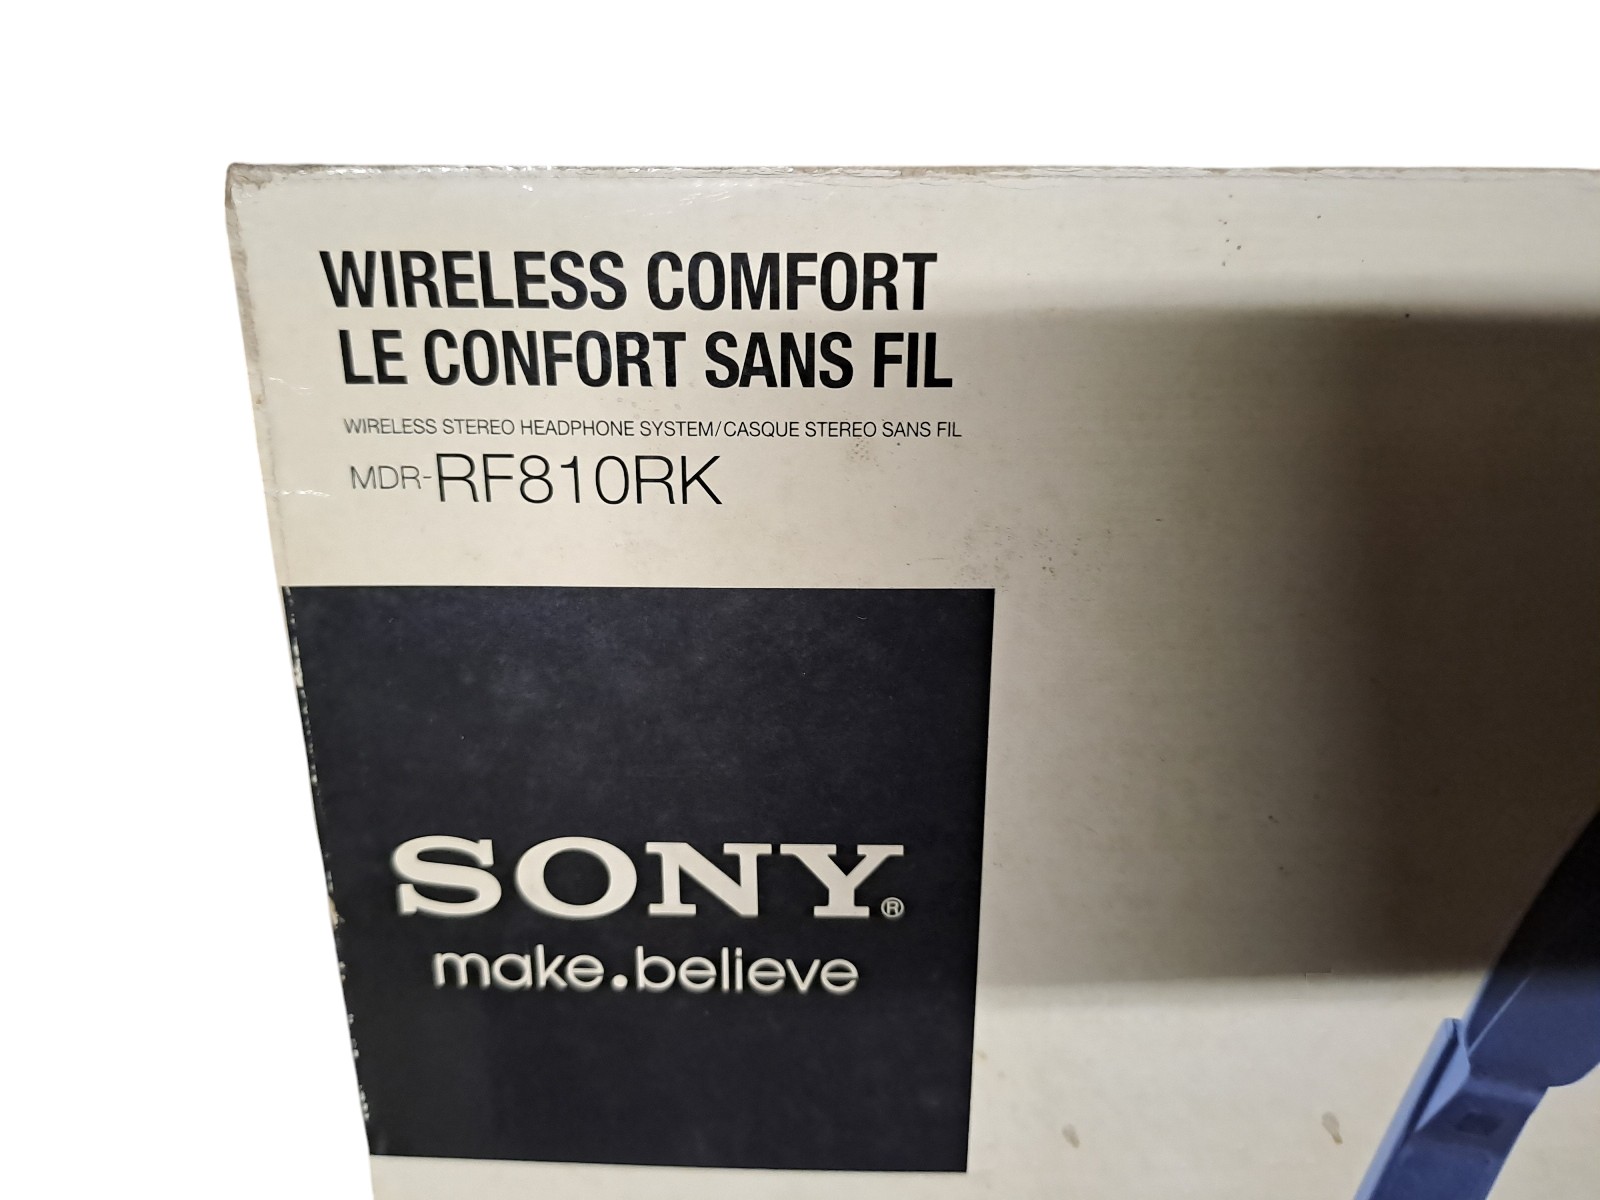 WIRELESS COMFORT
LE CONFORT SANS FIL
WIRELESS STEREO HEADPHONE SYSTEM/CASQUE STEREO SANS FIL
MDR-RF810RK
SONY®
make.believe